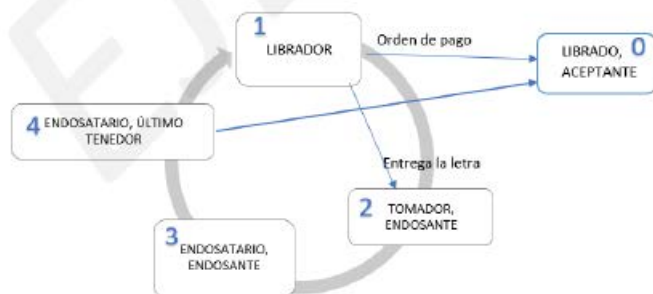 1
LIBRADOR
Orden de pago
LIBRADO, 0
ACEPTANTE
4 ENDOSATARIO, ÚLTIMO
TENEDOR
Entrega la letra
2 TOMADOR,
ENDOSANTE
3 ENDOSATARIO,
ENDOSANTE